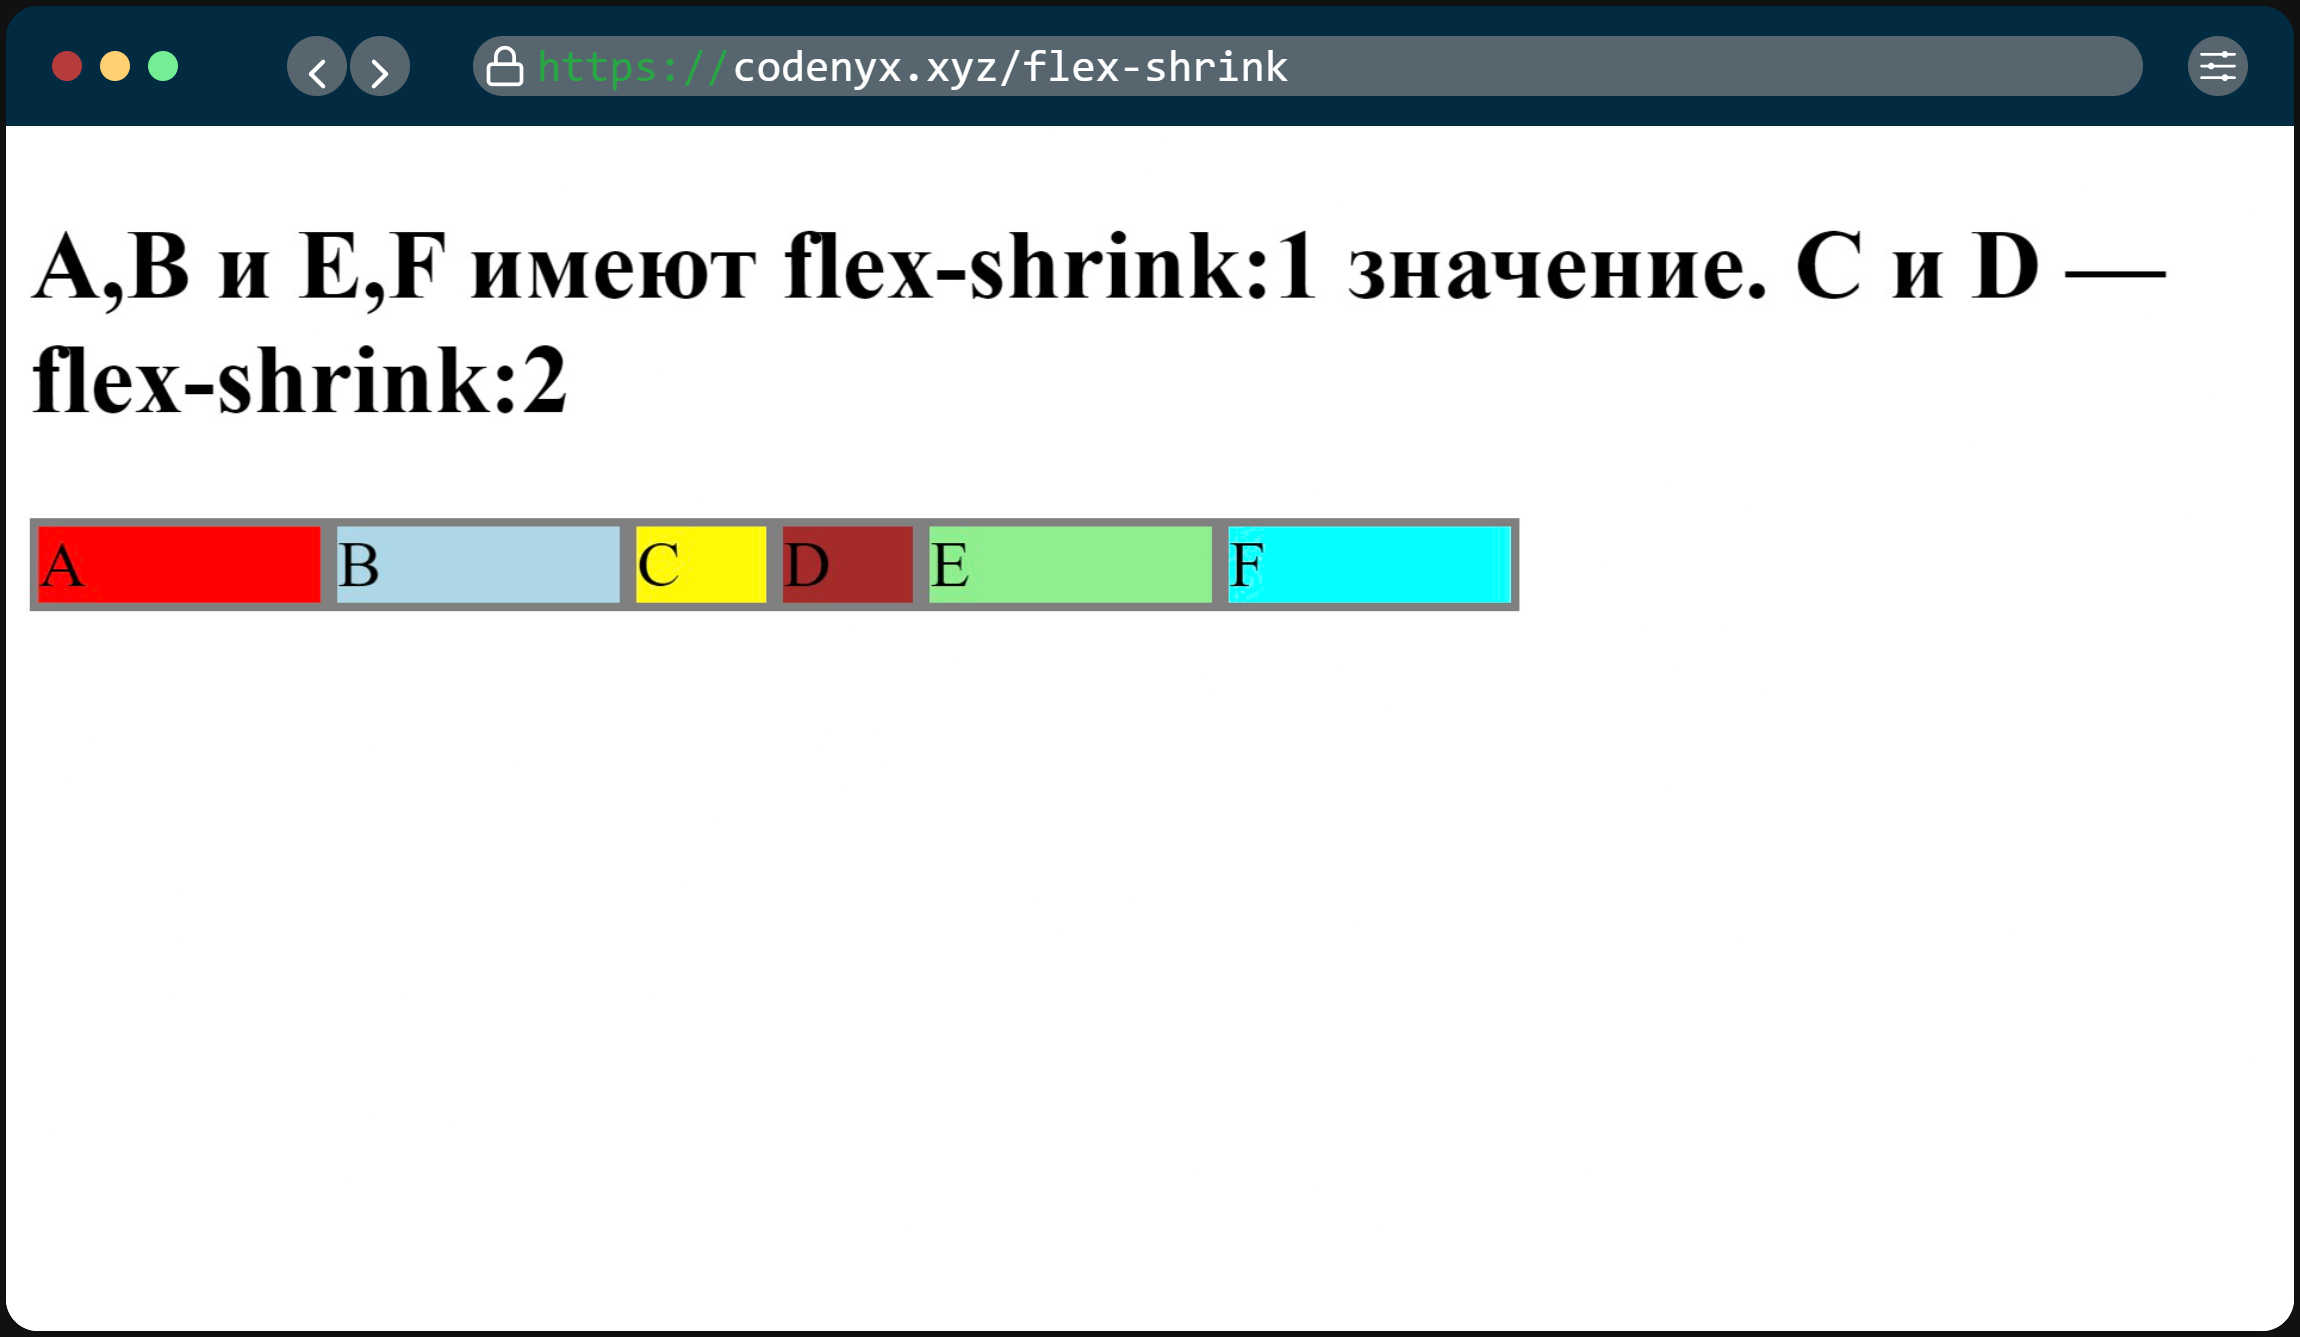 https://codenyx.xyz/flex-shrink
A,B и E,F имеют flex-shrink:1 значение. C и D —
flex-shrink:2
A B C D E F